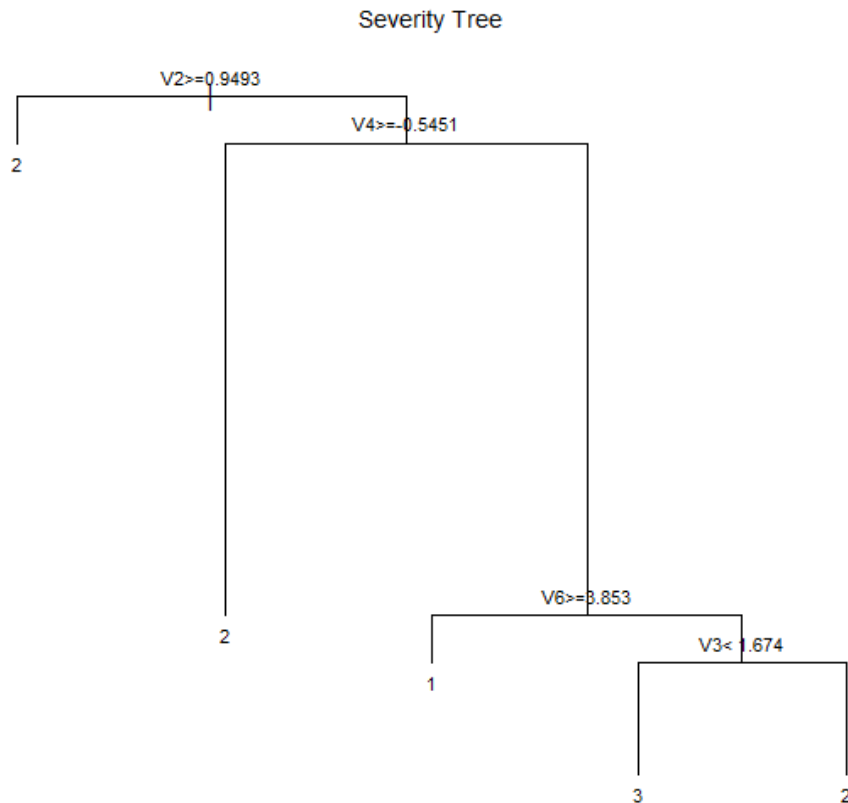 Severity Tree
V2>=0.9493
V4>=-0.5451
2
2
V6>=3.853
V3< 1.674
1
3
2